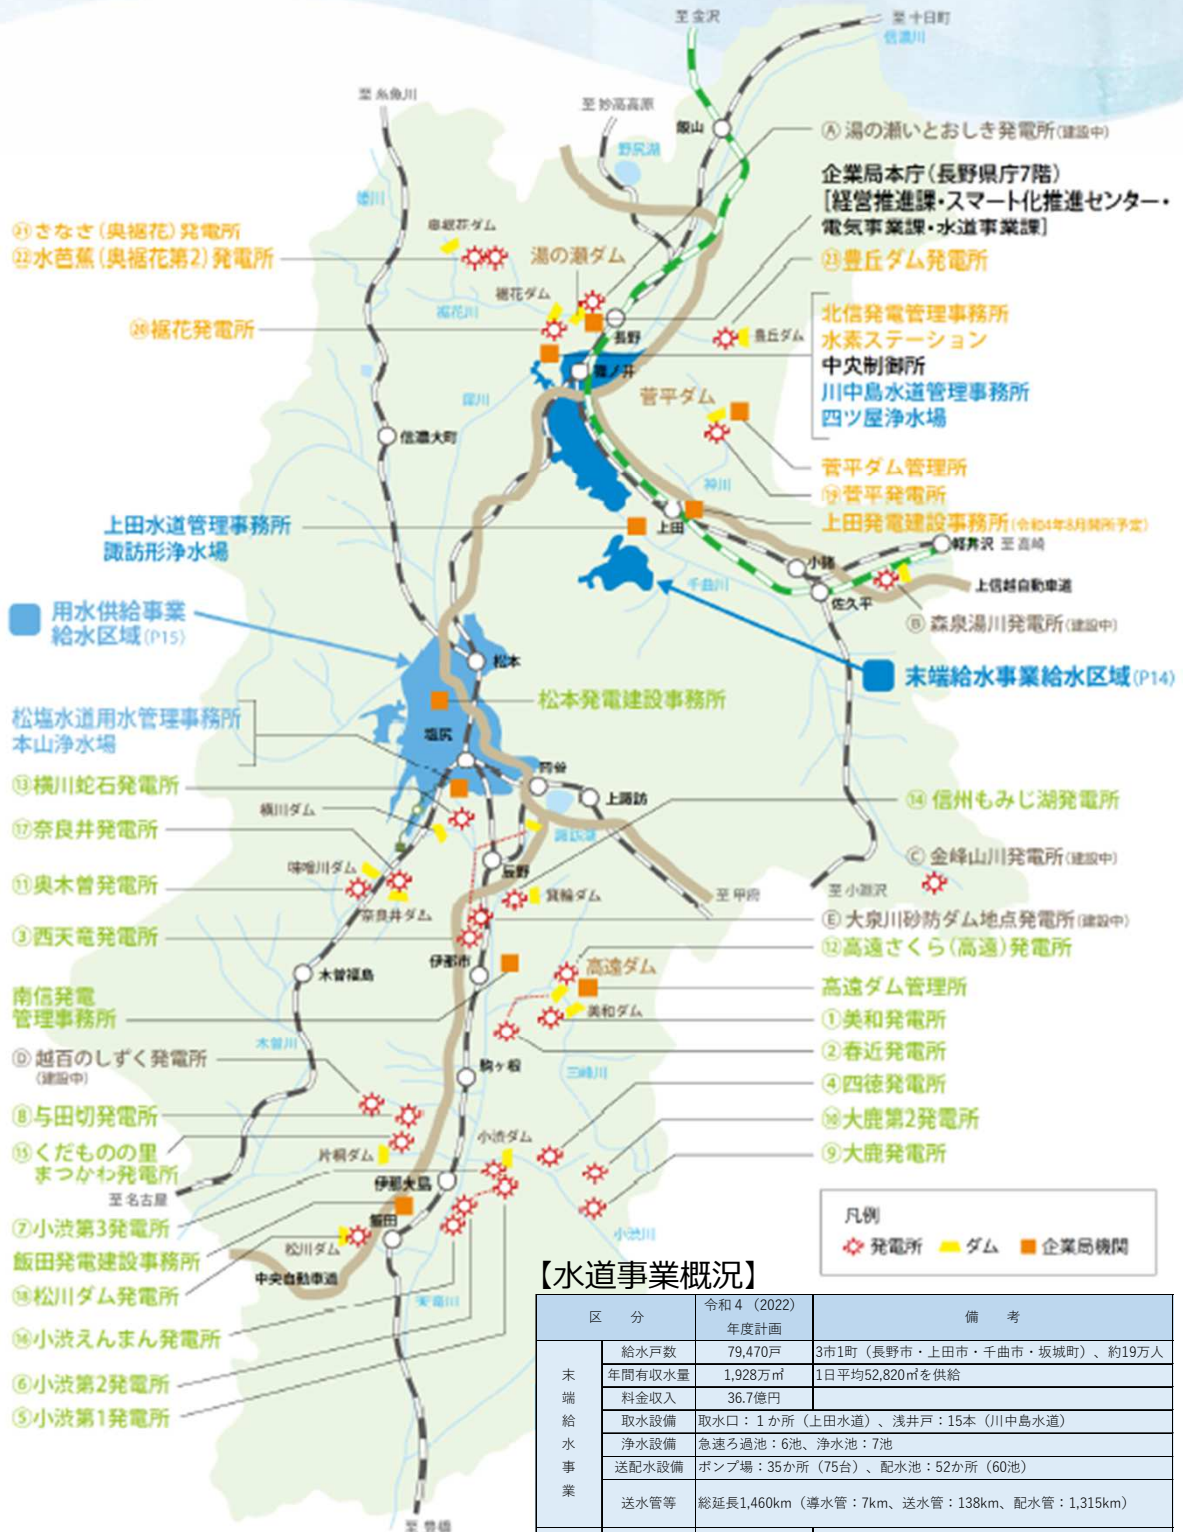 至 金沢
至 十日町
信濃川
至 糸魚川
至 妙高高原
飯山
野尻湖
姫川
Ⓐ 湯の瀬いとおしき発電所(建設中)
企業局本庁(長野県庁7階)
[経営推進課・スマート化推進センター・
電気事業課・水道事業課]
㉑きなさ(奥裾花)発電所
㉒水芭蕉(奥裾花第2)発電所
奥裾花ダム
湯の瀬ダム
㉓豊丘ダム発電所
裾花ダム
裾花川
⑳裾花発電所
長野
豊丘ダム
北信発電管理事務所
水素ステーション
中央制御所
川中島水道管理事務所
四ツ屋浄水場
篠ノ井
犀川
菅平ダム
信濃大町
菅平ダム管理所
⑲菅平発電所
神川
上田発電建設事務所(令和4年8月開所予定)
上田水道管理事務所
諏訪形浄水場
上田
小諸
軽井沢 至 高崎
千曲川
佐久平
上信越自動車道
Ⓑ 森泉湯川発電所(建設中)
用水供給事業
給水区域(P15)
松本
末端給水事業給水区域(P14)
松本発電建設事務所
松塩水道用水管理事務所
本山浄水場
塩尻
岡谷
上諏訪
⑬横川蛇石発電所
横川ダム
⑭信州もみじ湖発電所
⑰奈良井発電所
諏訪湖
味噌川ダム
辰野
Ⓒ 金峰山川発電所(建設中)
⑪奥木曽発電所
奈良井ダム
箕輪ダム
至 甲府
至 小淵沢
Ⓔ 大泉川砂防ダム地点発電所(建設中)
③西天竜発電所
⑫高遠さくら(高遠)発電所
伊那市
高遠ダム
木曽福島
高遠ダム管理所
南信発電
管理事務所
美和ダム
①美和発電所
木曽川
②春近発電所
Ⓓ 越百のしずく発電所
(建設中)
駒ヶ根
三峰川
④四徳発電所
⑧与田切発電所
⑩大鹿第2発電所
小渋ダム
⑮くだものの里
まつかわ発電所
片桐ダム
⑨大鹿発電所
至 名古屋
伊那大島
⑦小渋第3発電所
飯田
小渋川
凡例
発電所 ダム 企業局機関
飯田発電建設事務所
松川ダム
中央自動車道
⑱松川ダム発電所
天竜川
⑯小渋えんまん発電所
⑥小渋第2発電所
⑤小渋第1発電所
至 豊橋
【水道事業概況】
区 分 令和4(2022)年度計画 備 考
末端給水事業
給水戸数 79,470戸 3市1町(長野市・上田市・千曲市・坂城町)、約19万人
年間有収水量 1,928万㎥ 1日平均52,820㎥を供給
料金収入 36.7億円
取水設備 取水口:1か所(上田水道)、浅井戸:15本(川中島水道)
浄水設備 急速ろ過池:6池、浄水池:7池
送配水設備 ポンプ場:35か所(75台)、配水池:52か所(60池)
送水管等 総延長1,460km(導水管:7km、送水管:138km、配水管:1,315km)